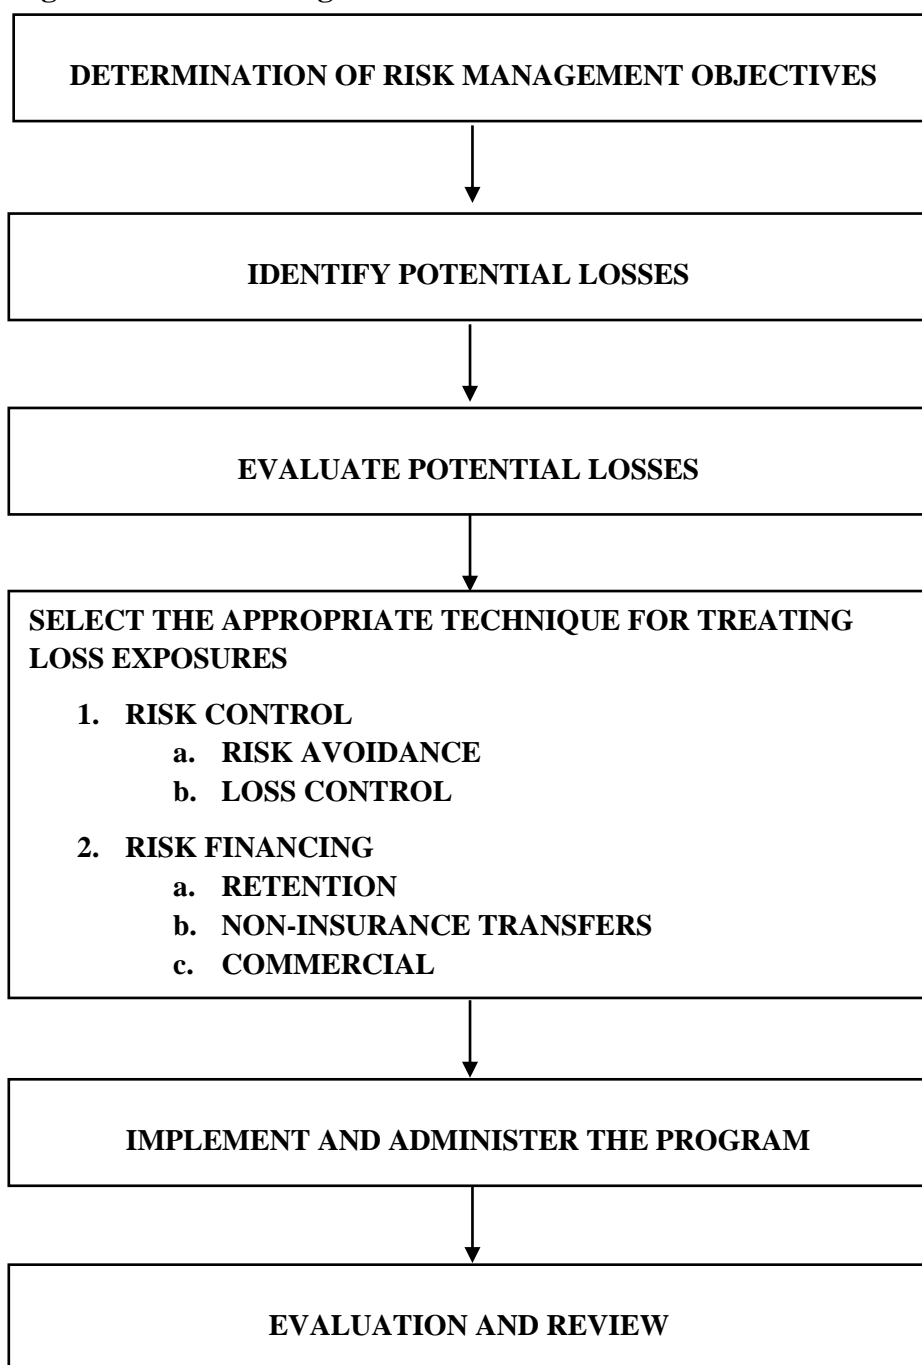 DETERMINATION OF RISK MANAGEMENT OBJECTIVES
IDENTIFY POTENTIAL LOSSES
EVALUATE POTENTIAL LOSSES
SELECT THE APPROPRIATE TECHNIQUE FOR TREATING
LOSS EXPOSURES
1. RISK CONTROL
a. RISK AVOIDANCE
b. LOSS CONTROL
2. RISK FINANCING
a. RETENTION
b. NON-INSURANCE TRANSFERS
c. COMMERCIAL
IMPLEMENT AND ADMINISTER THE PROGRAM
EVALUATION AND REVIEW